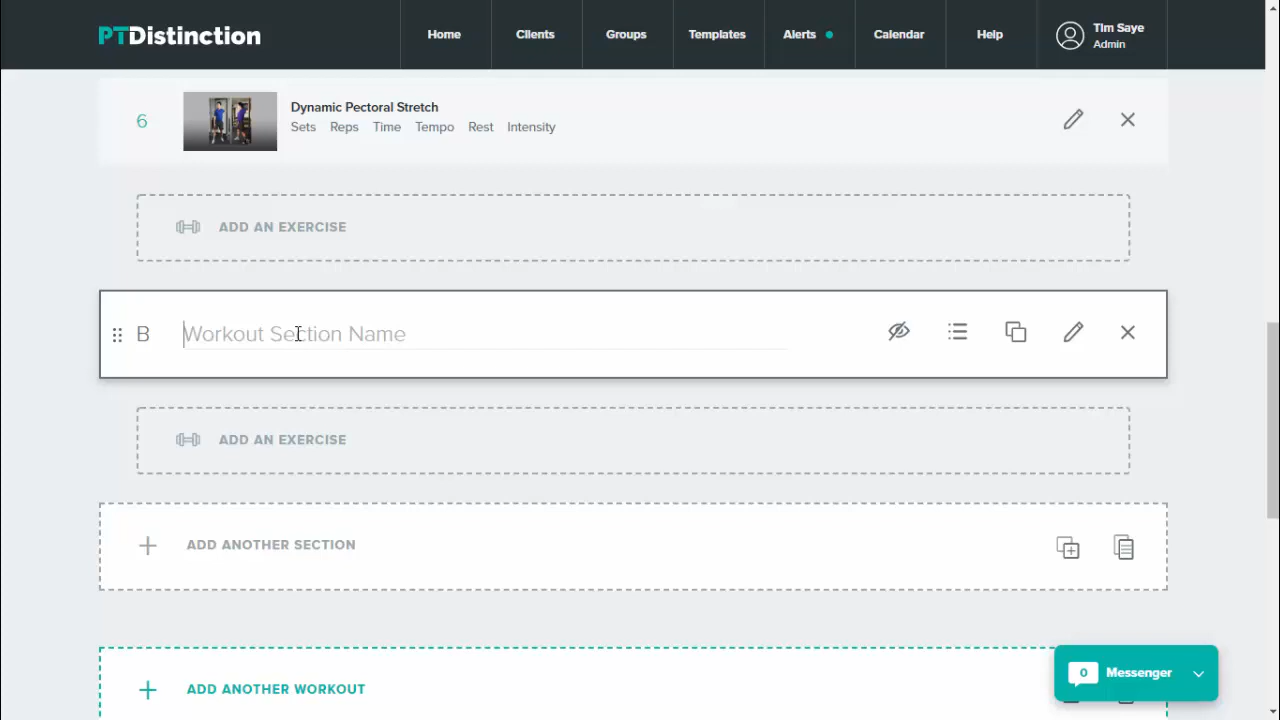 PTDistinction
Home
Clients
Groups
Templates
Alerts
Calendar
Help
Tim Saye
Admin
6
Dynamic Pectoral Stretch
Sets Reps Time Tempo Rest Intensity
ADD AN EXERCISE
B
Workout Section Name
ADD AN EXERCISE
ADD ANOTHER SECTION
ADD ANOTHER WORKOUT
0 Messenger